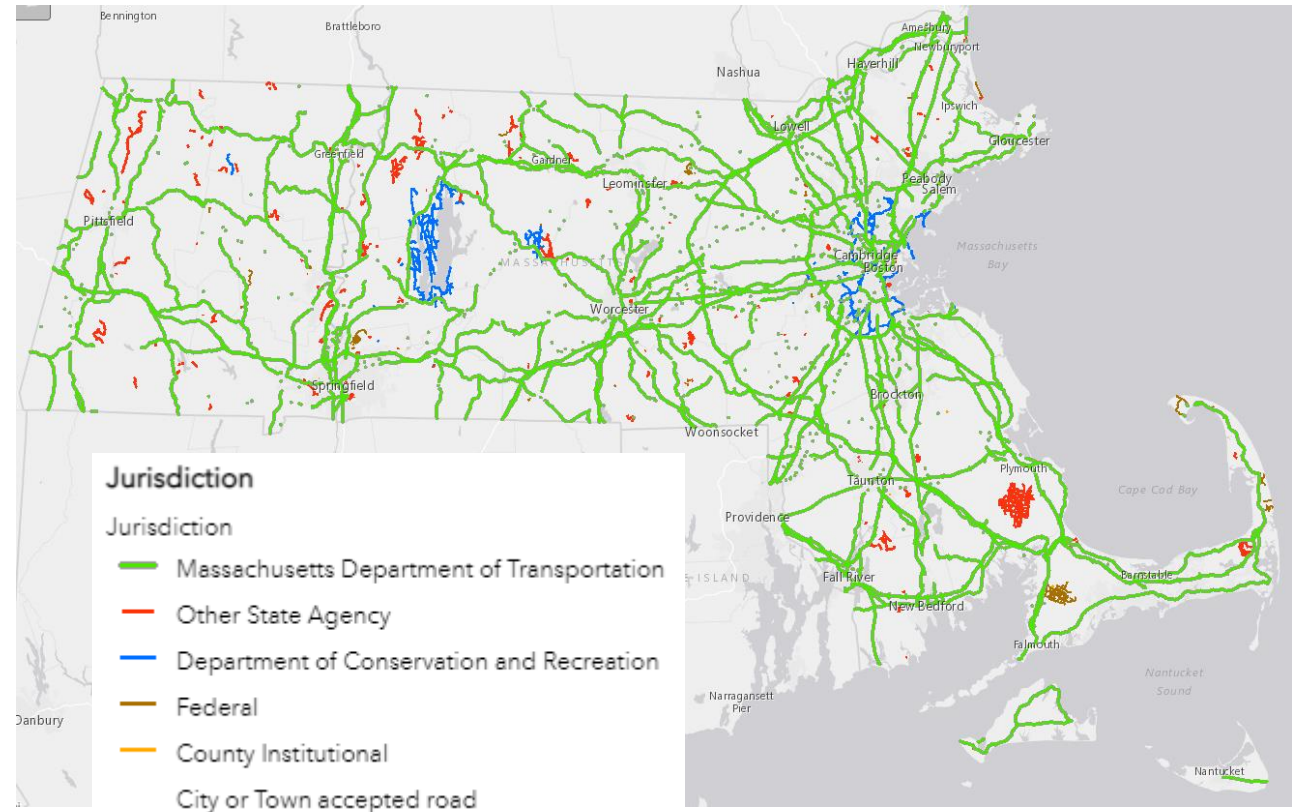 Bennington
Brattleboro
Amesbury
Newburyport
Haverhill
Nashua
Ipswich
Lowell
Gloucester
Greenfield
Gardner
Leominster
Peabody
Salem
Pittsfield
Massachusetts
Bay
Cambridge
Boston
MASSACHUSETTS
Worcester
Springfield
Brockton
Woonsocket
Plymouth
Taunton
Cape Cod Bay
Providence
Fall River
E ISLAND
Barnstable
New Bedford
Falmouth
Nantucket
Sound
Narragansett
Pier
Danbury
Nantucket
Jurisdiction
Jurisdiction
Massachusetts Department of Transportation
Other State Agency
Department of Conservation and Recreation
Federal
County Institutional
City or Town accepted road